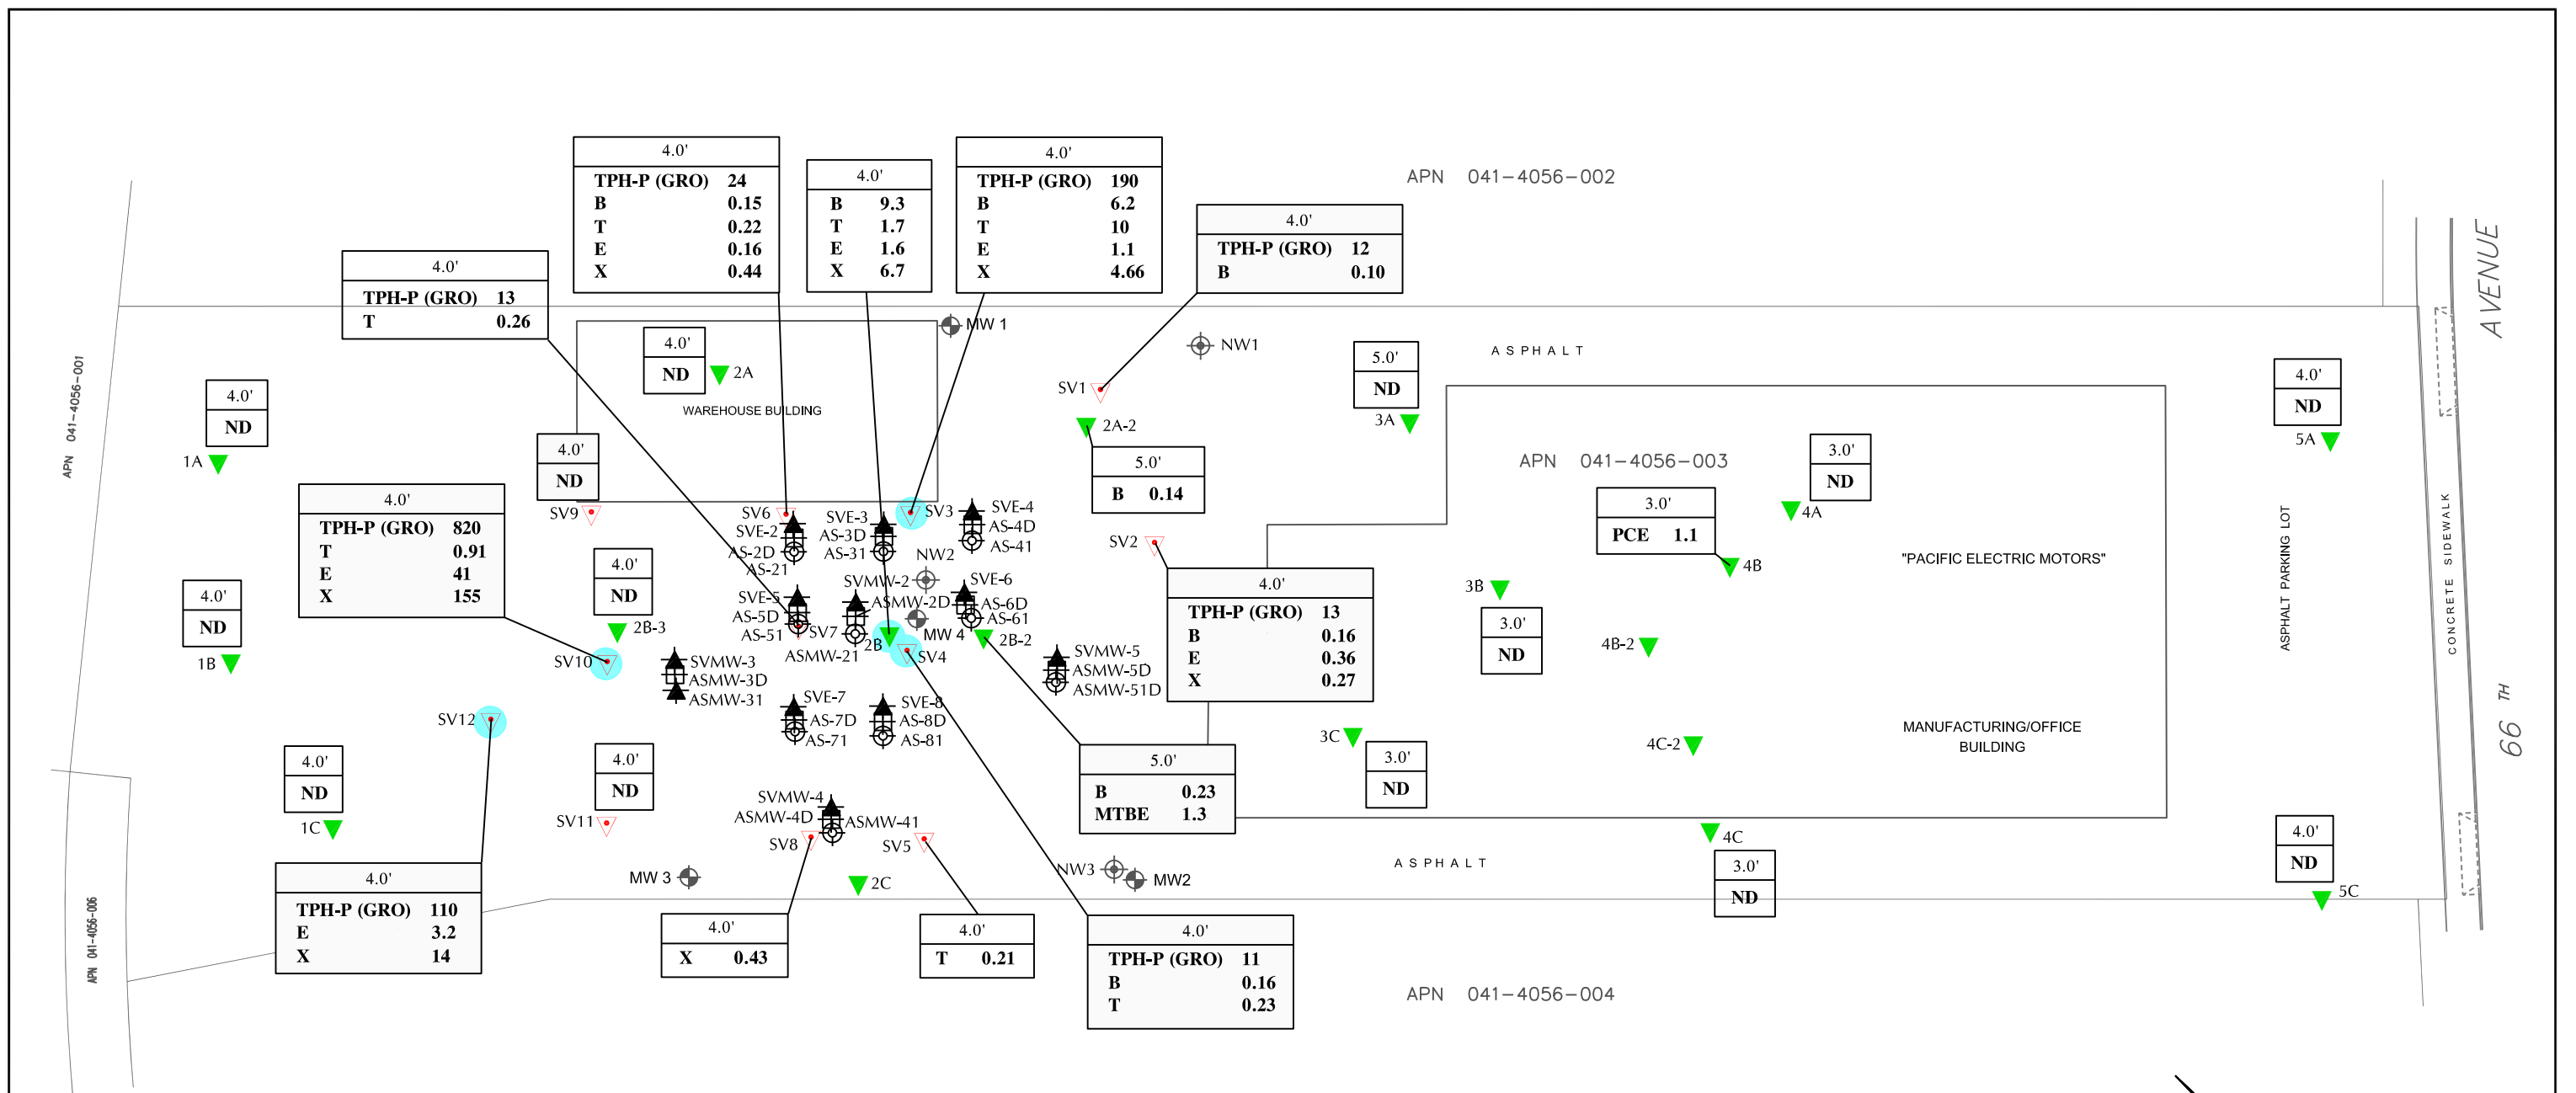 4.0'
TPH-P (GRO) 24
B 0.15
T 0.22
E 0.16
X 0.44
4.0'
B 9.3
T 1.7
E 1.6
X 6.7
4.0'
TPH-P (GRO) 190
B 6.2
T 10
E 1.1
X 4.66
APN 041-4056-002
4.0'
TPH-P (GRO) 12
B 0.10
4.0'
TPH-P (GRO) 13
T 0.26
AVENUE
MW 1
NW1
ASPHALT
4.0'
ND
2A
WAREHOUSE BUILDING
5.0'
ND
3A
4.0'
ND
5A
APN 041-4056-001
4.0'
ND
1A
SV1
2A-2
5.0'
B 0.14
APN 041-4056-003
3.0'
ND
4A
4.0'
ND
SV9
4.0'
TPH-P (GRO) 820
T 0.91
E 41
X 155
3.0'
PCE 1.1
4B
SV6
SVE-2
AS-2D
AS-21
SVE-3
AS-3D
AS-31
SV3
SVE-4
AS-4D
AS-41
NW2
SV2
"PACIFIC ELECTRIC MOTORS"
ASPHALT PARKING LOT
CONCRETE SIDEWALK
4.0'
ND
2B-3
4.0'
ND
1B
SVE-5
AS-5D
AS-51
SV7
SVMW-2
ASMW-2D
ASMW-21
2B
MW 4
SV4
SVE-6
AS-6D
AS-61
2B-2
4.0'
TPH-P (GRO) 13
B 0.16
E 0.36
X 0.27
3B
3.0'
ND
4B-2
SV10
SVMW-3
ASMW-3D
ASMW-31
SVMW-5
ASMW-5D
ASMW-51D
SV12
SVE-7
AS-7D
AS-71
SVE-8
AS-8D
AS-81
66 TH
3C
3.0'
ND
4C-2
MANUFACTURING/OFFICE
BUILDING
4.0'
ND
1C
4.0'
ND
SV11
5.0'
B 0.23
MTBE 1.3
SVMW-4
ASMW-4D
ASMW-41
SV8
SV5
4C
3.0'
ND
4.0'
ND
5C
MW 3
2C
NW3
MW2
ASPHALT
APN 041-4056-006
4.0'
TPH-P (GRO) 110
E 3.2
X 14
4.0'
X 0.43
4.0'
T 0.21
4.0'
TPH-P (GRO) 11
B 0.16
T 0.23
APN 041-4056-004